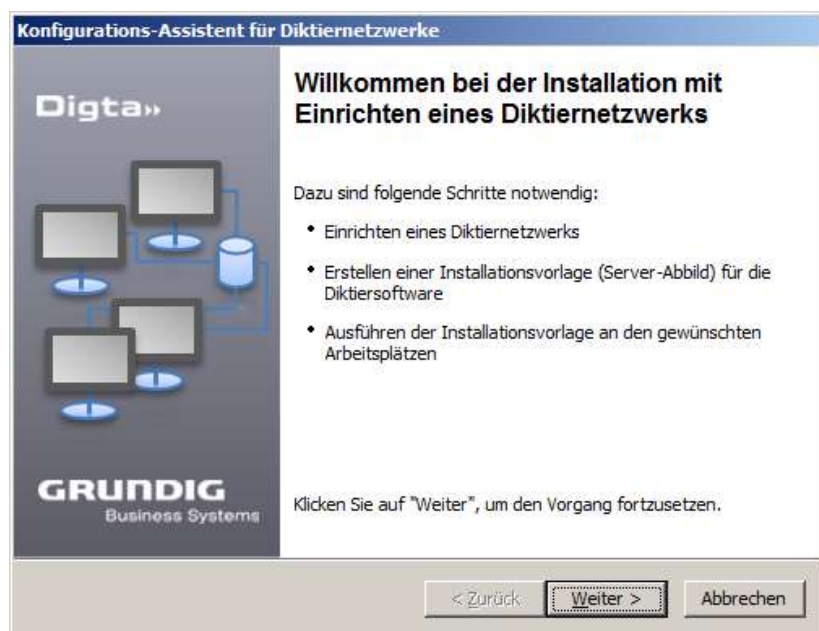 Konfigurations-Assistent für Diktiernetzwerke
Digta
Willkommen bei der Installation mit
Einrichten eines Diktiernetzwerks
Dazu sind folgende Schritte notwendig:
• Einrichten eines Diktiernetzwerks
• Erstellen einer Installationsvorlage (Server-Abbild) für die
Diktiersoftware
• Ausführen der Installationsvorlage an den gewünschten
Arbeitsplätzen
GRUNDIG
Business Systems
Klicken Sie auf "Weiter", um den Vorgang fortzusetzen.
< Zurück Weiter > Abbrechen